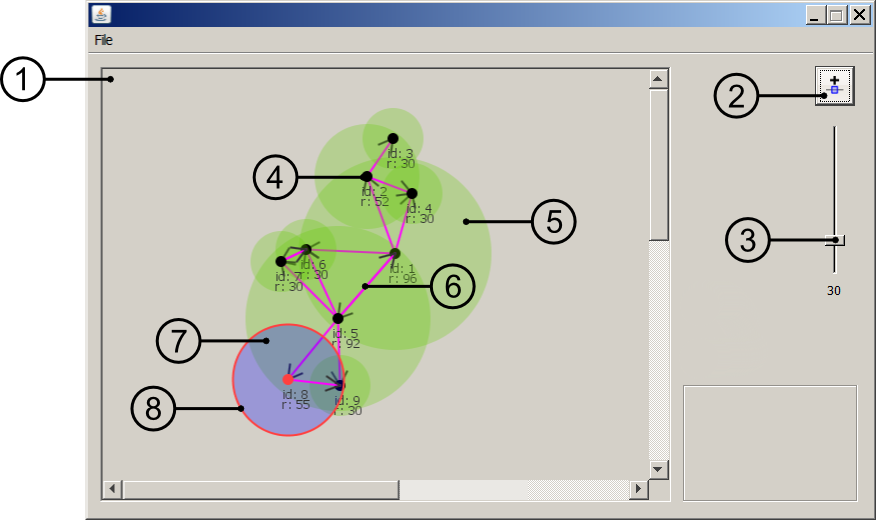 File
1
2
id: 3
r: 30
4
id: 2
r: 52
id: 4
r: 30
5
3
id: 6
r: 30
id: 7
r: 30
id: 1
r: 96
6
30
7
id: 5
r: 92
8
id: 8
r: 55
id: 9
r: 30